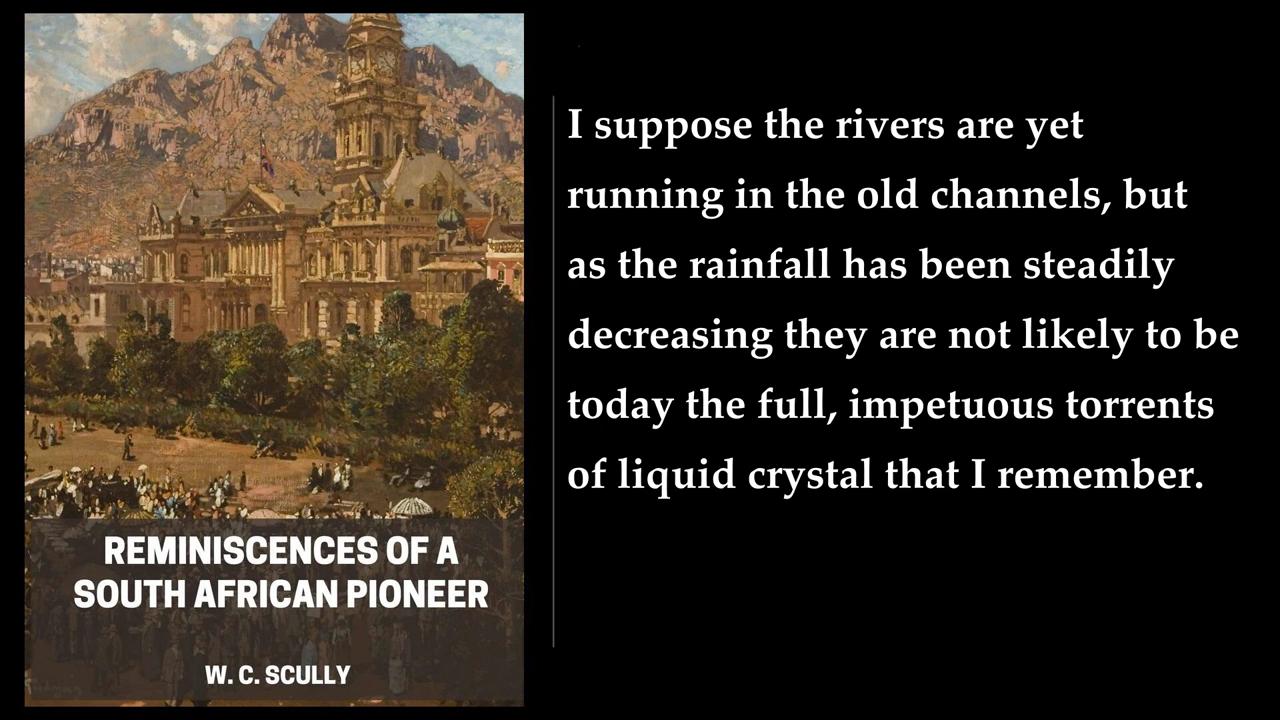 I suppose the rivers are yet
running in the old channels, but
as the rainfall has been steadily
decreasing they are not likely to be
today the full, impetuous torrents
of liquid crystal that I remember.
REMINISCENCES OF A
SOUTH AFRICAN PIONEER
W. C. SCULLY